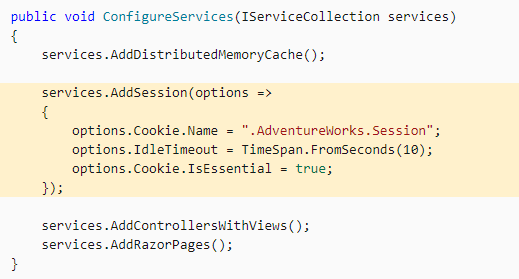 public void ConfigureServices(IServiceCollection services)
{
    services.AddDistributedMemoryCache();
    services.AddSession(options =>
    {
        options.Cookie.Name = ".AdventureWorks.Session";
        options.IdleTimeout = TimeSpan.FromSeconds(10);
        options.Cookie.IsEssential = true;
    });
    services.AddControllersWithViews();
    services.AddRazorPages();
}